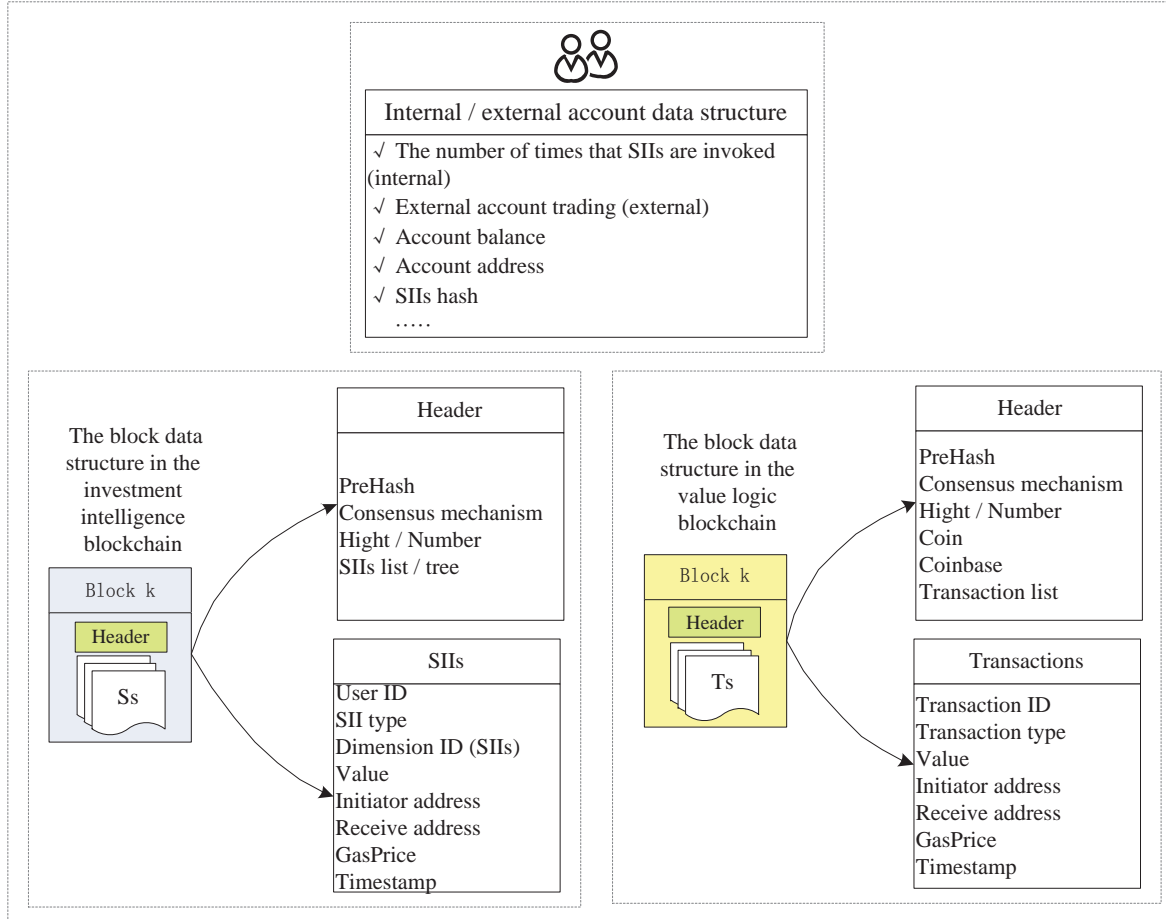 Internal / external account data structure
√ The number of times that SIIs are invoked
(internal)
√ External account trading (external)
√ Account balance
√ Account address
√ SIIs hash
.....
The block data
structure in the
investment
intelligence
blockchain
Block k
Header
Ss
Header
PreHash
Consensus mechanism
Hight / Number
SIIs list / tree
SIIs
User ID
SII type
Dimension ID (SIIs)
Value
Initiator address
Receive address
GasPrice
Timestamp
The block data
structure in the
value logic
blockchain
Block k
Header
Ts
Header
PreHash
Consensus mechanism
Hight / Number
Coin
Coinbase
Transaction list
Transactions
Transaction ID
Transaction type
Value
Initiator address
Receive address
GasPrice
Timestamp